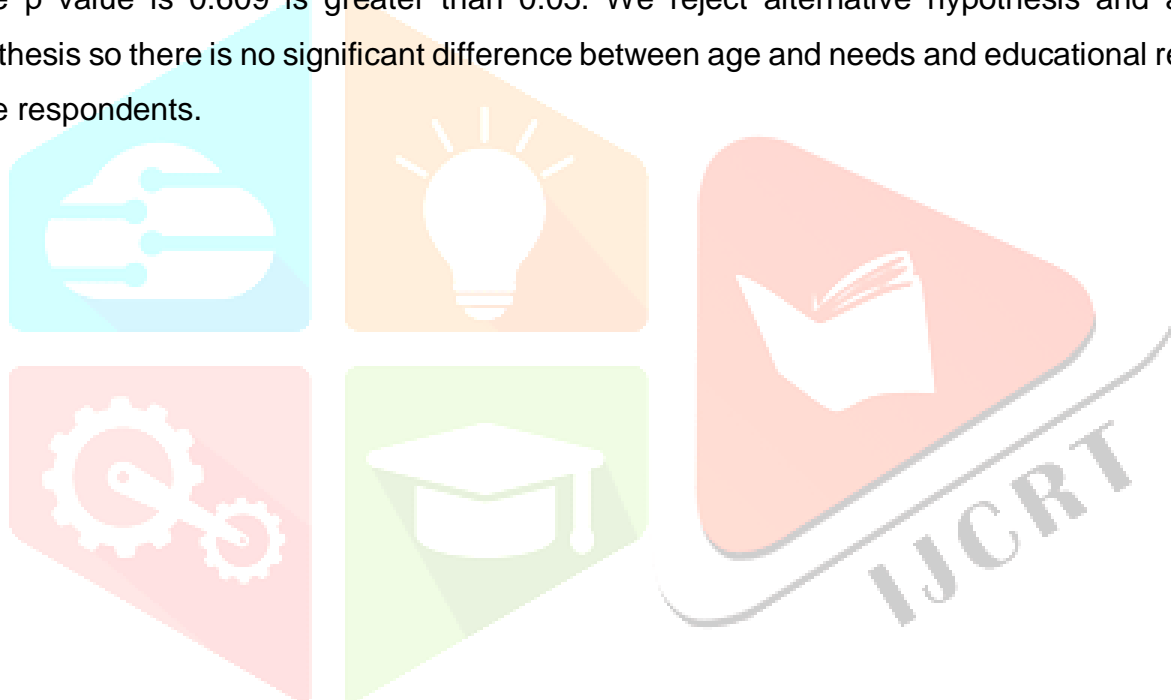 p value is 0.609 is greater than 0.05. We reject alternative hypothesis and
thesis so there is no significant difference between age and needs and educational re
e respondents.
IJCRT